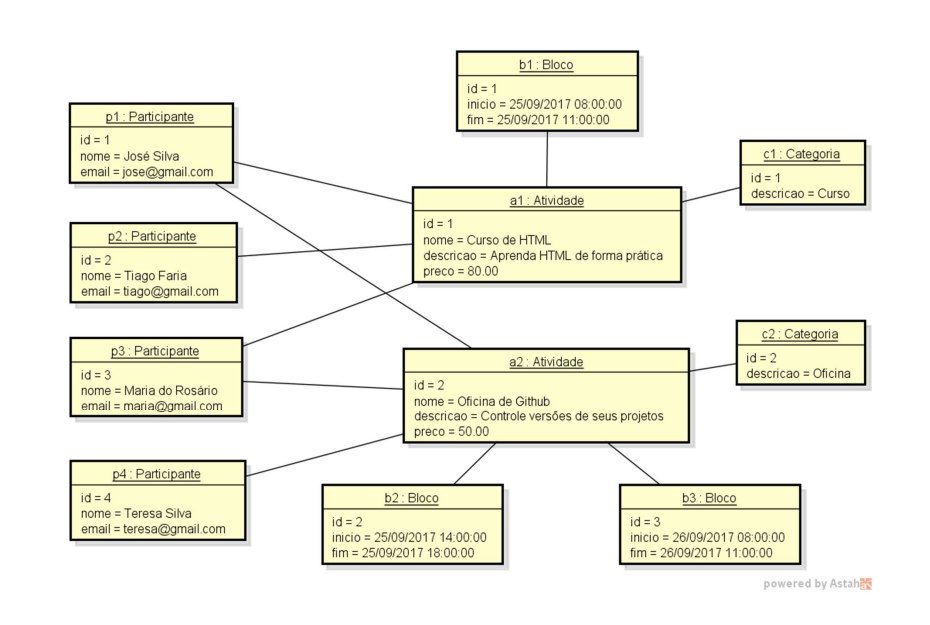 b1 : Bloco
id = 1
inicio = 25/09/2017 08:00:00
fim = 25/09/2017 11:00:00
p1 : Participante
id = 1
nome = José Silva
email = jose@gmail.com
c1 : Categoria
id = 1
descricao = Curso
a1 : Atividade
id = 1
nome = Curso de HTML
descricao = Aprenda HTML de forma prática
preco = 80.00
p2 : Participante
id = 2
nome = Tiago Faria
email = tiago@gmail.com
p3 : Participante
id = 3
nome = Maria do Rosário
email = maria@gmail.com
c2 : Categoria
id = 2
descricao = Oficina
a2 : Atividade
id = 2
nome = Oficina de Github
descricao = Controle versões de seus projetos
preco = 50.00
p4 : Participante
id = 4
nome = Teresa Silva
email = teresa@gmail.com
b2 : Bloco
id = 2
inicio = 25/09/2017 14:00:00
fim = 25/09/2017 18:00:00
b3 : Bloco
id = 3
inicio = 26/09/2017 08:00:00
fim = 26/09/2017 11:00:00
powered by Astah